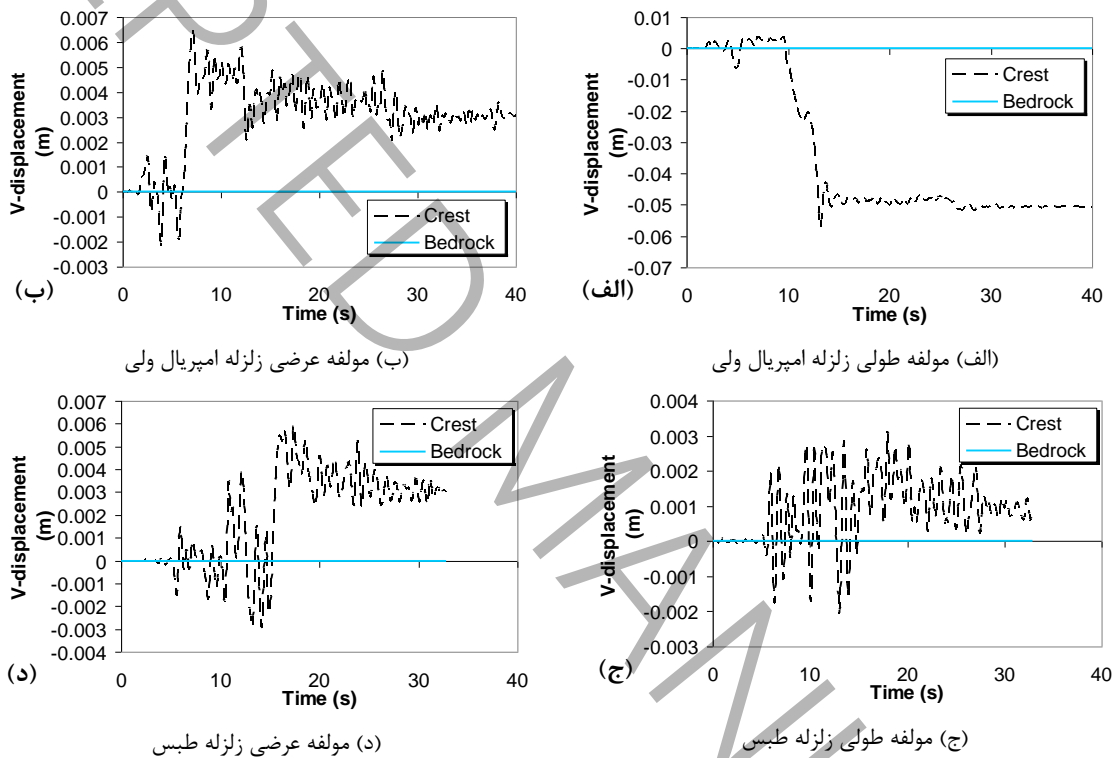 0.01
0
-0.01
-0.02
-0.03
-0.04
-0.05
-0.06
-0.07
V-displacement
(m)
Crest
Bedrock
0 10 20 30 40
Time (s)
(الف)
(الف) مولفه طولی زلزله امپریال ولی
0.007
0.006
0.005
0.004
0.003
0.002
0.001
0
-0.001
-0.002
-0.003
V-displacement
(m)
Crest
Bedrock
0 10 20 30 40
Time (s)
(ب)
(ب) مولفه عرضی زلزله امپریال ولی
0.004
0.003
0.002
0.001
0
-0.001
-0.002
-0.003
V-displacement
(m)
Crest
Bedrock
0 10 20 30 40
Time (s)
(ج)
(ج) مولفه طولی زلزله طبس
0.007
0.006
0.005
0.004
0.003
0.002
0.001
0
-0.001
-0.002
-0.003
-0.004
V-displacement
(m)
Crest
Bedrock
0 10 20 30 40
Time (s)
(د)
(د) مولفه عرضی زلزله طبس
PTED MAN